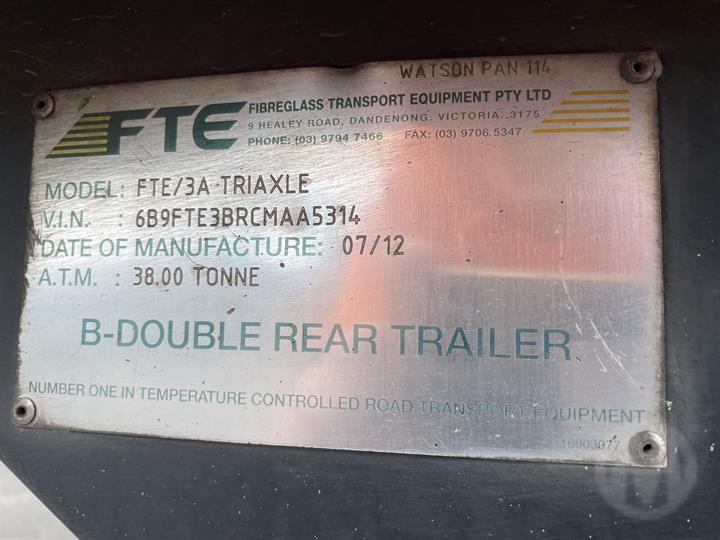 WATSON PAN 114
FTE
FIBREGLASS TRANSPORT EQUIPMENT PTY LTD
9 HEALEY ROAD, DANDENONG. VICTORIA..3175
PHONE: (03) 9794 7466 FAX: (03) 9706.5347
MODEL: FTE/3A TRIAXLE
V.I.N. : 6B9FTE3BRCMAA5314
DATE OF MANUFACTURE: 07/12
A.T.M. : 38.00 TONNE
B-DOUBLE REAR TRAILER
NUMBER ONE IN TEMPERATURE CONTROLLED ROAD TRANSPORT EQUIPMENT
16003077
M